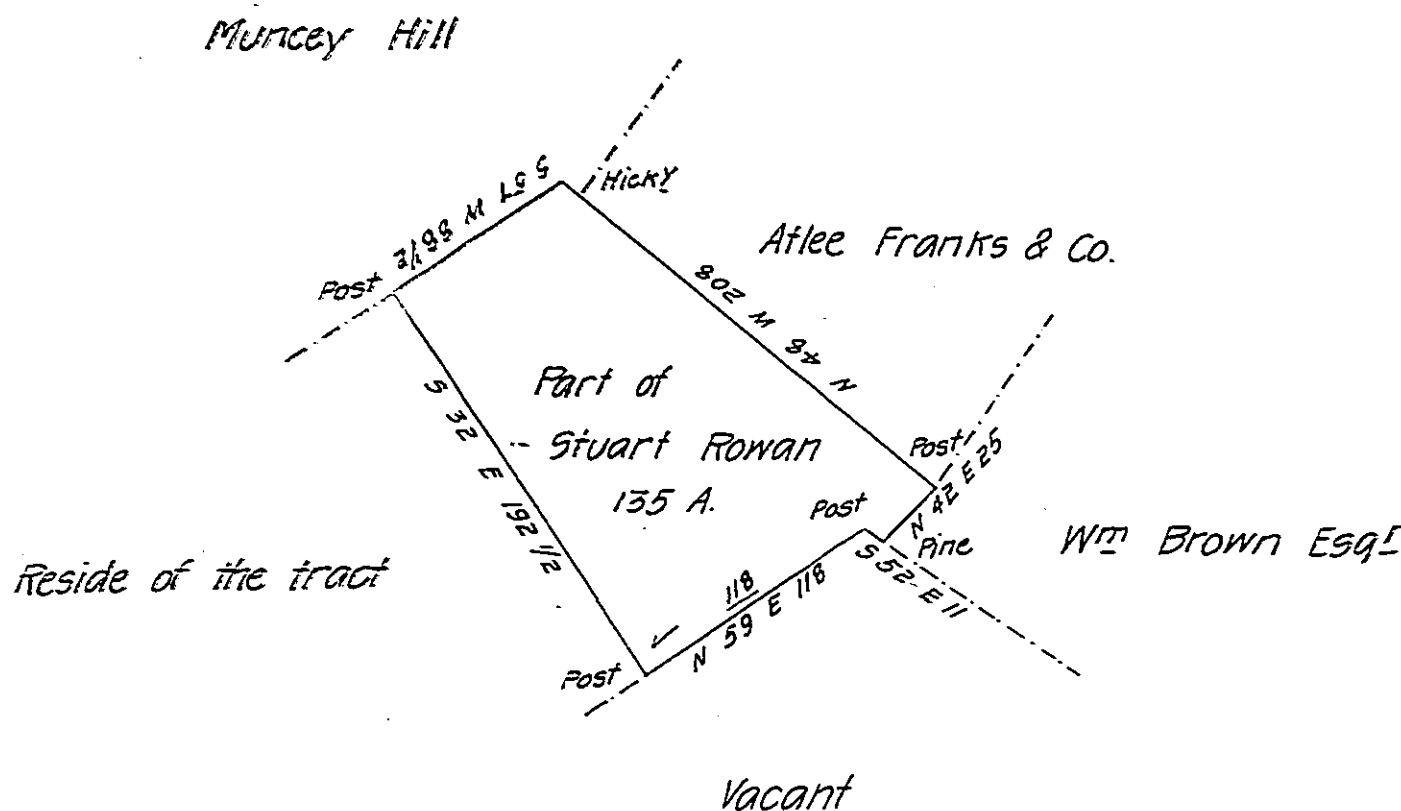 Muncey Hill
Hicky
S 57 W 88 1/2
Post
Atlee Franks & Co.
N 48 W 208
Part of
Stuart Rowan
135 A.
S 32 E 192 1/2
Post
N 42 E 25
Post
Pine
Wm Brown Esqr
S 52 E 11
Reside of the tract
118
N 59 E 118
Post
Vacant